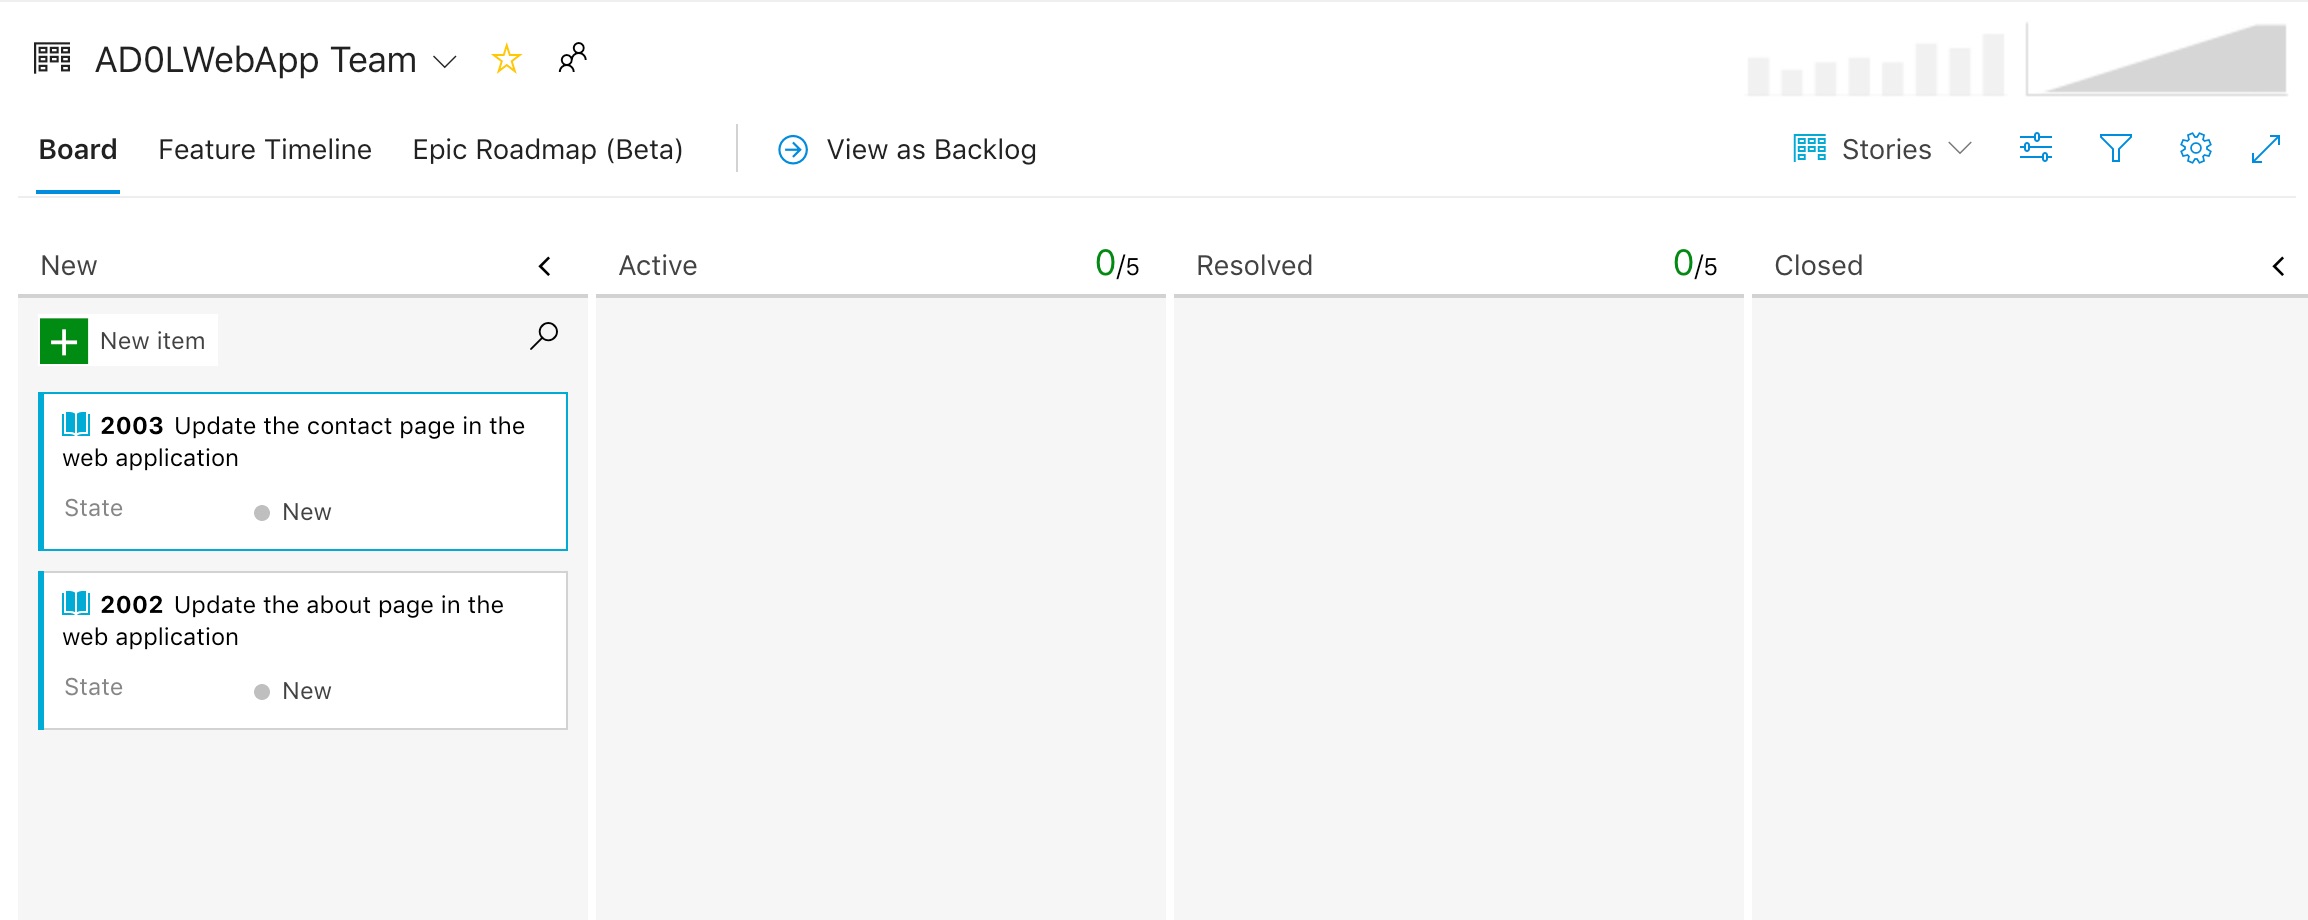 AD0LWebApp Team
Board Feature Timeline Epic Roadmap (Beta) View as Backlog Stories
New Active 0/5 Resolved 0/5 Closed
New item
2003 Update the contact page in the
web application
State New
2002 Update the about page in the
web application
State New